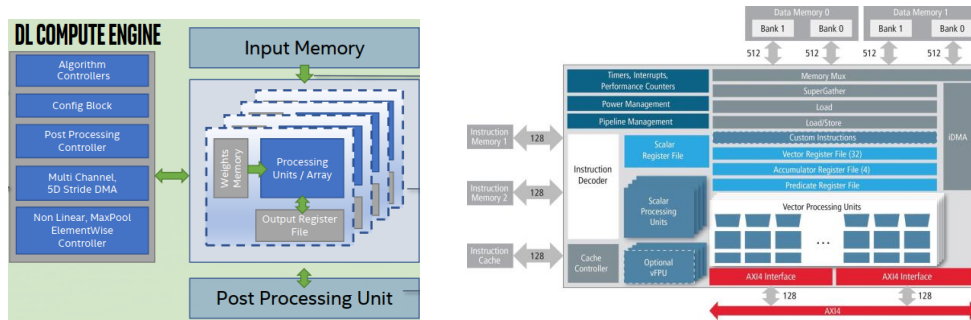 DL COMPUTE ENGINE
Algorithm
Controllers
Config Block
Post Processing
Controller
Multi Channel,
5D Stride DMA
Non Linear, MaxPool
ElementWise
Controller
Input Memory
Weights
Memory
Processing
Units / Array
Output Register
File
Post Processing Unit
Data Memory 0
Data Memory 1
Bank 1
Bank 0
Bank 1
Bank 0
512
512
512
512
Timers, Interrupts,
Performance Counters
Power Management
Pipeline Management
Memory Mux
SuperGather
Load
Load/Store
Custom Instructions
Vector Register File (32)
Accumulator Register File (4)
Predicate Register File
iDMA
Instruction
Memory 1
128
Instruction
Memory 2
128
Instruction
Cache
128
Instruction
Decoder
Cache
Controller
Scalar
Register File
Scalar
Processing
Units
Optional
vFPU
Vector Processing Units
...
AXI4 Interface
AXI4 Interface
128
128
AXI4